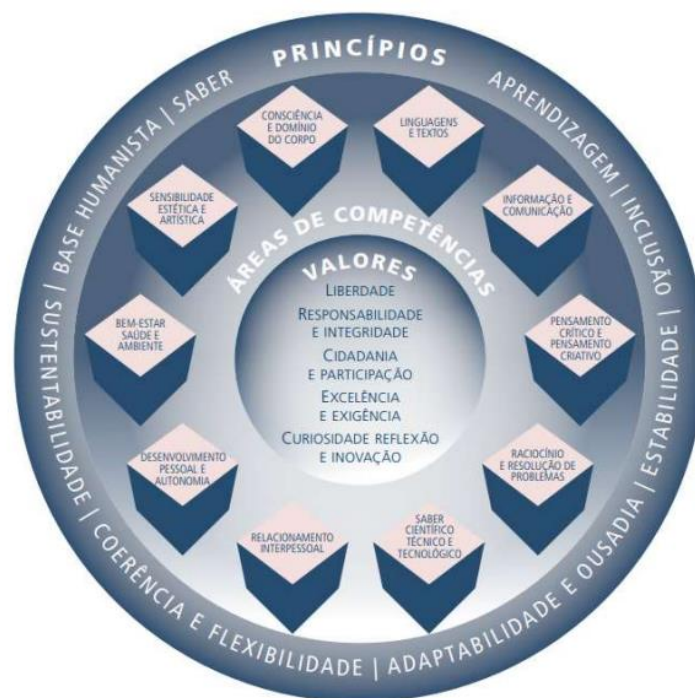 PRINCÍPIOS
APRENDIZAGEM | INCLUSÃO | ESTABILIDADE | ADAPTABILIDADE E OUSADIA | COERÊNCIA E FLEXIBILIDADE | SUSTENTABILIDADE | BASE HUMANISTA | SABER
ÁREAS DE COMPETÊNCIAS
CONSCIÊNCIA
E DOMÍNIO
DO CORPO
LINGUAGENS
E TEXTOS
INFORMAÇÃO E
COMUNICAÇÃO
PENSAMENTO
CRÍTICO E
PENSAMENTO
CRIATIVO
RACIOCÍNIO
E RESOLUÇÃO DE
PROBLEMAS
SABER
CIENTÍFICO
TÉCNICO E
TECNOLÓGICO
RELACIONAMENTO
INTERPESSOAL
DESENVOLVIMENTO
PESSOAL E
AUTONOMIA
BEM-ESTAR
SAÚDE E
AMBIENTE
SENSIBILIDADE
ESTÉTICA E
ARTÍSTICA
VALORES
LIBERDADE
RESPONSABILIDADE
E INTEGRIDADE
CIDADANIA
E PARTICIPAÇÃO
EXCELÊNCIA
E EXIGÊNCIA
CURIOSIDADE REFLEXÃO
E INOVAÇÃO